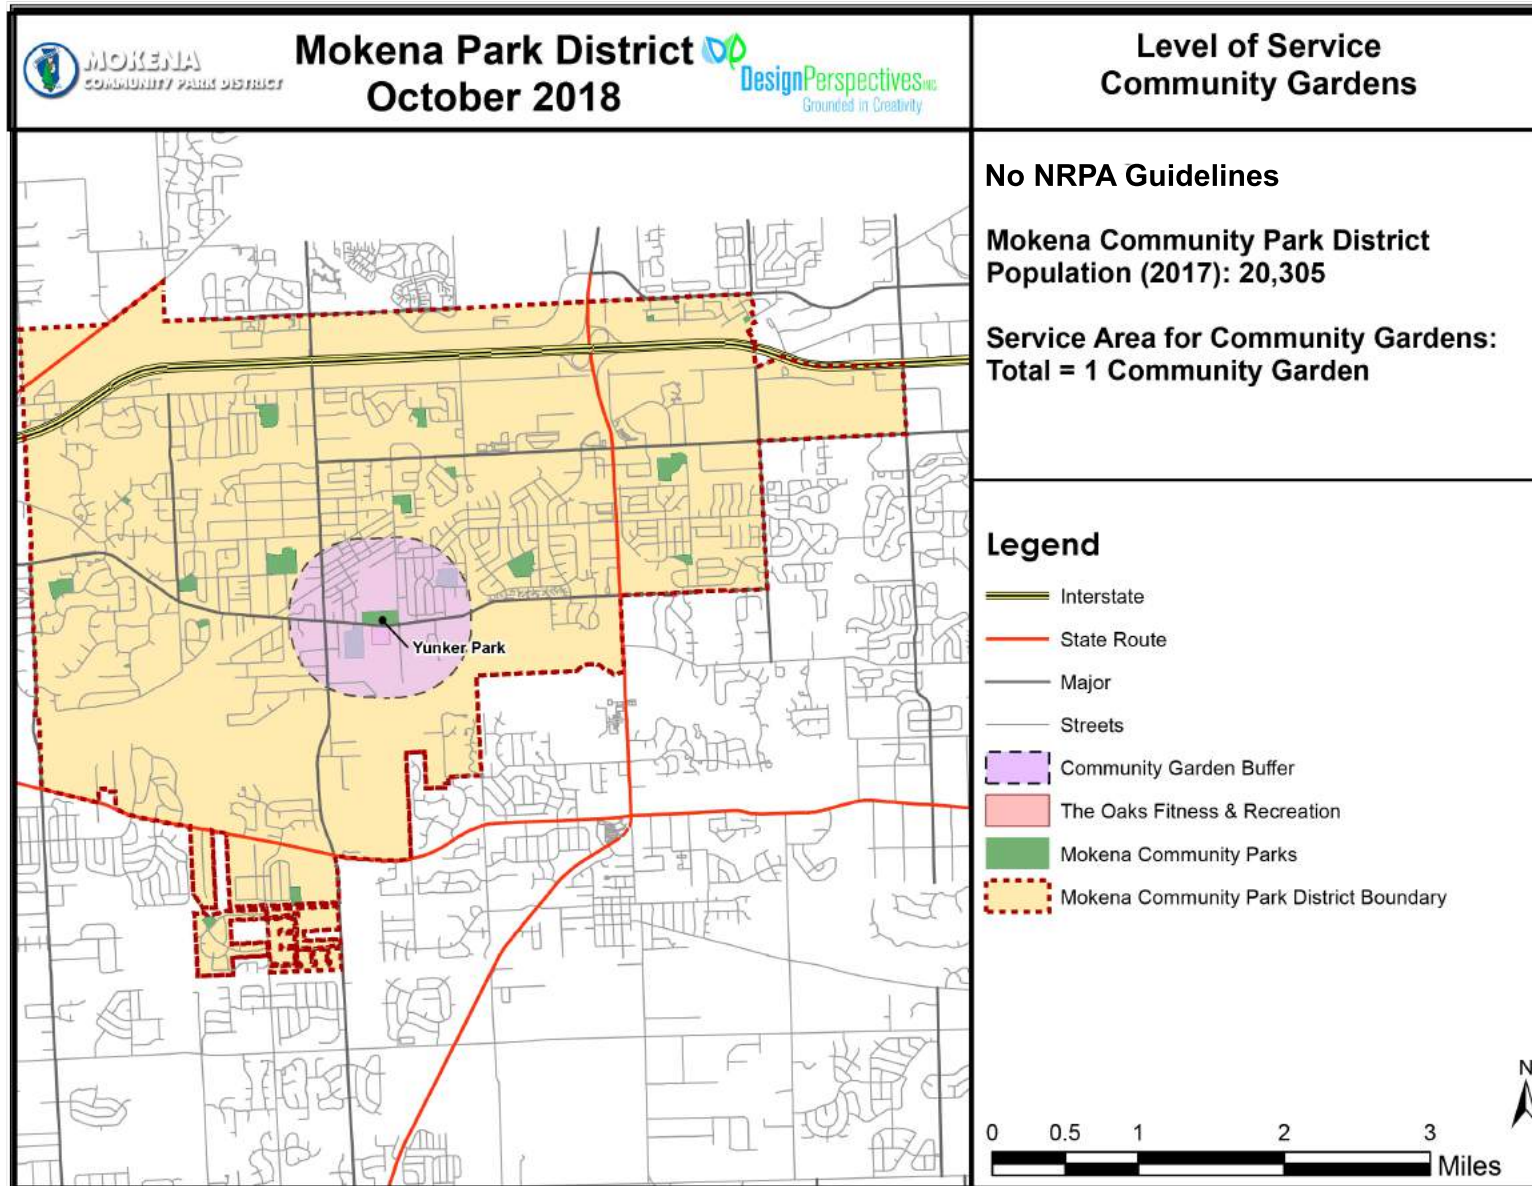 MOKENA
COMMUNITY PARK DISTRICT
Mokena Park District
October 2018
DesignPerspectives INC.
Grounded in Creativity
Level of Service
Community Gardens
No NRPA Guidelines
Mokena Community Park District
Population (2017): 20,305
Service Area for Community Gardens:
Total = 1 Community Garden
Yunker Park
Legend
Interstate
State Route
Major
Streets
Community Garden Buffer
The Oaks Fitness & Recreation
Mokena Community Parks
Mokena Community Park District Boundary
N
0 0.5 1 2 3
Miles